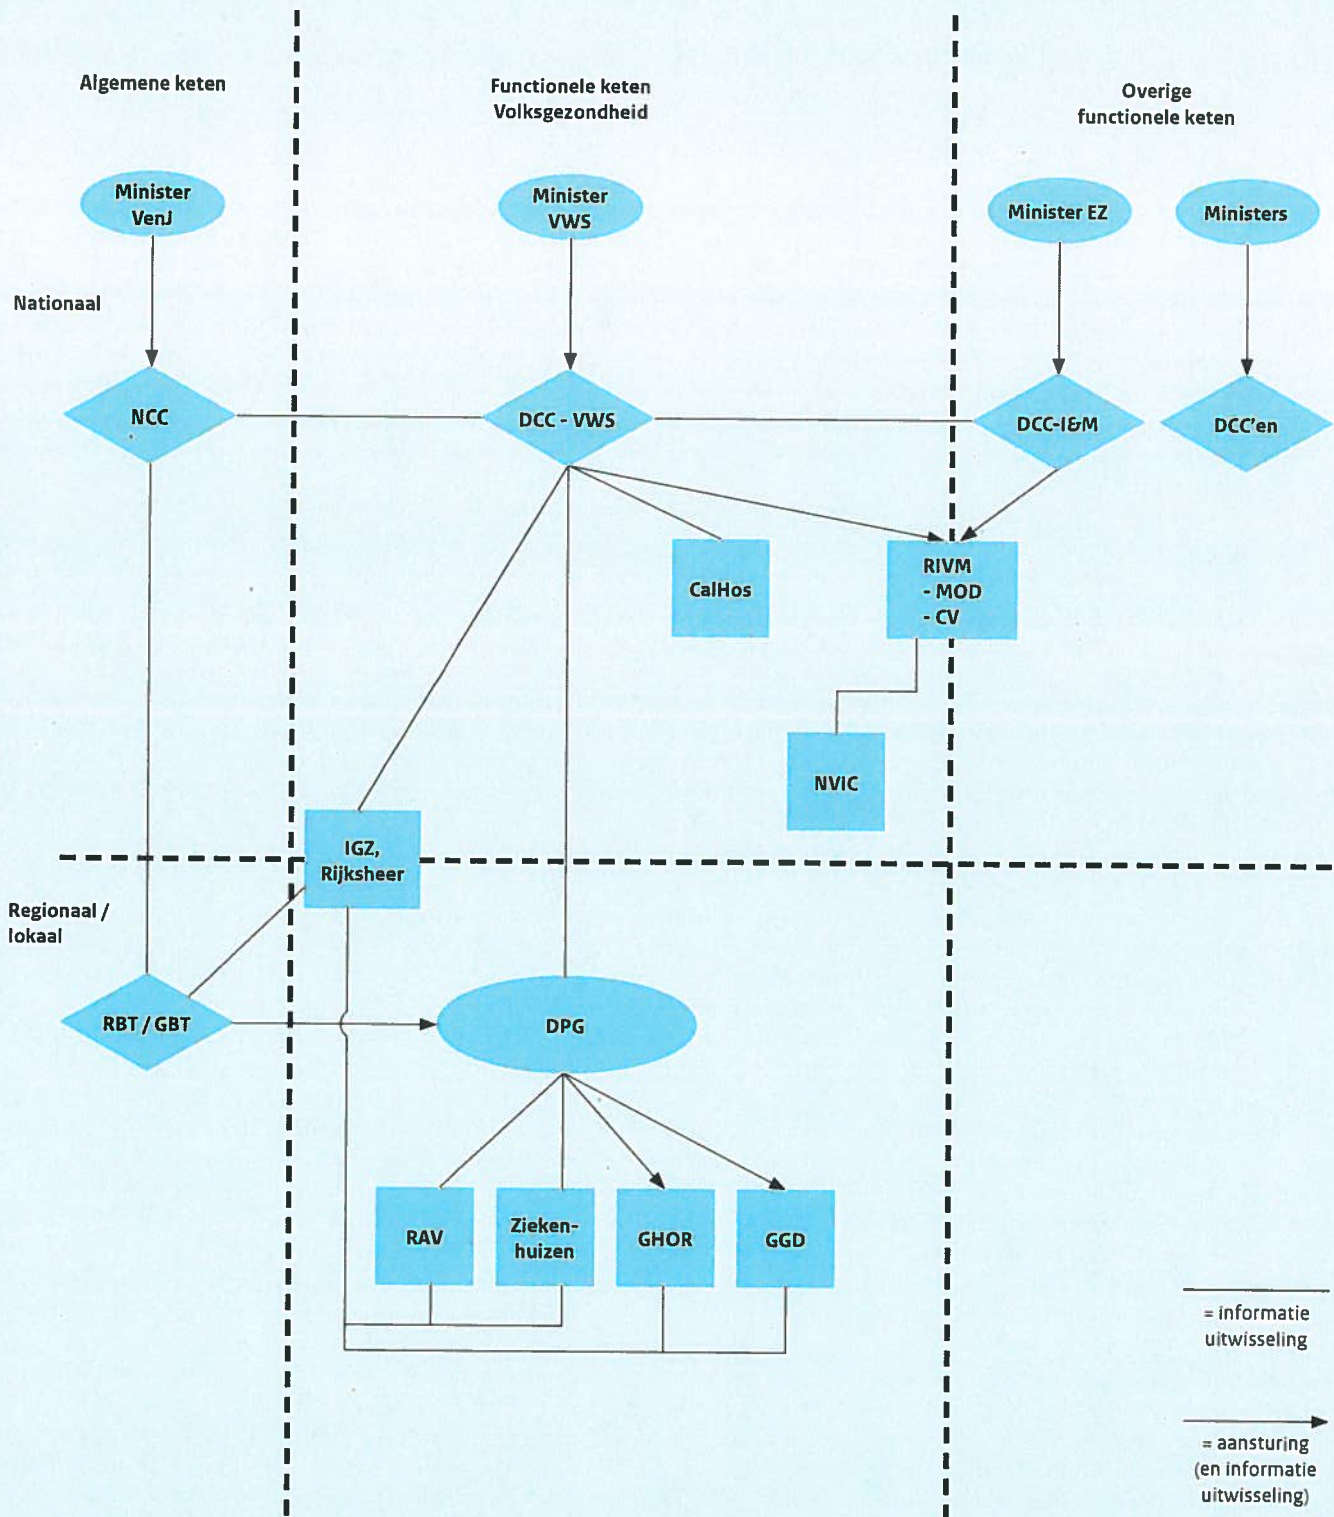 Algemene keten
Functionele keten
Volksgezondheid
Overige
functionele keten
Minister
VenJ
Minister
VWS
Minister EZ
Ministers
Nationaal
NCC
DCC - VWS
DCC-I&M
DCC'en
CalHos
RIVM
- MOD
- CV
NVIC
IGZ,
Rijksheer
Regionaal /
lokaal
RBT / GBT
DPG
RAV
Zieken-
huizen
GHOR
GGD
= informatie
uitwisseling
= aansturing
(en informatie
uitwisseling)